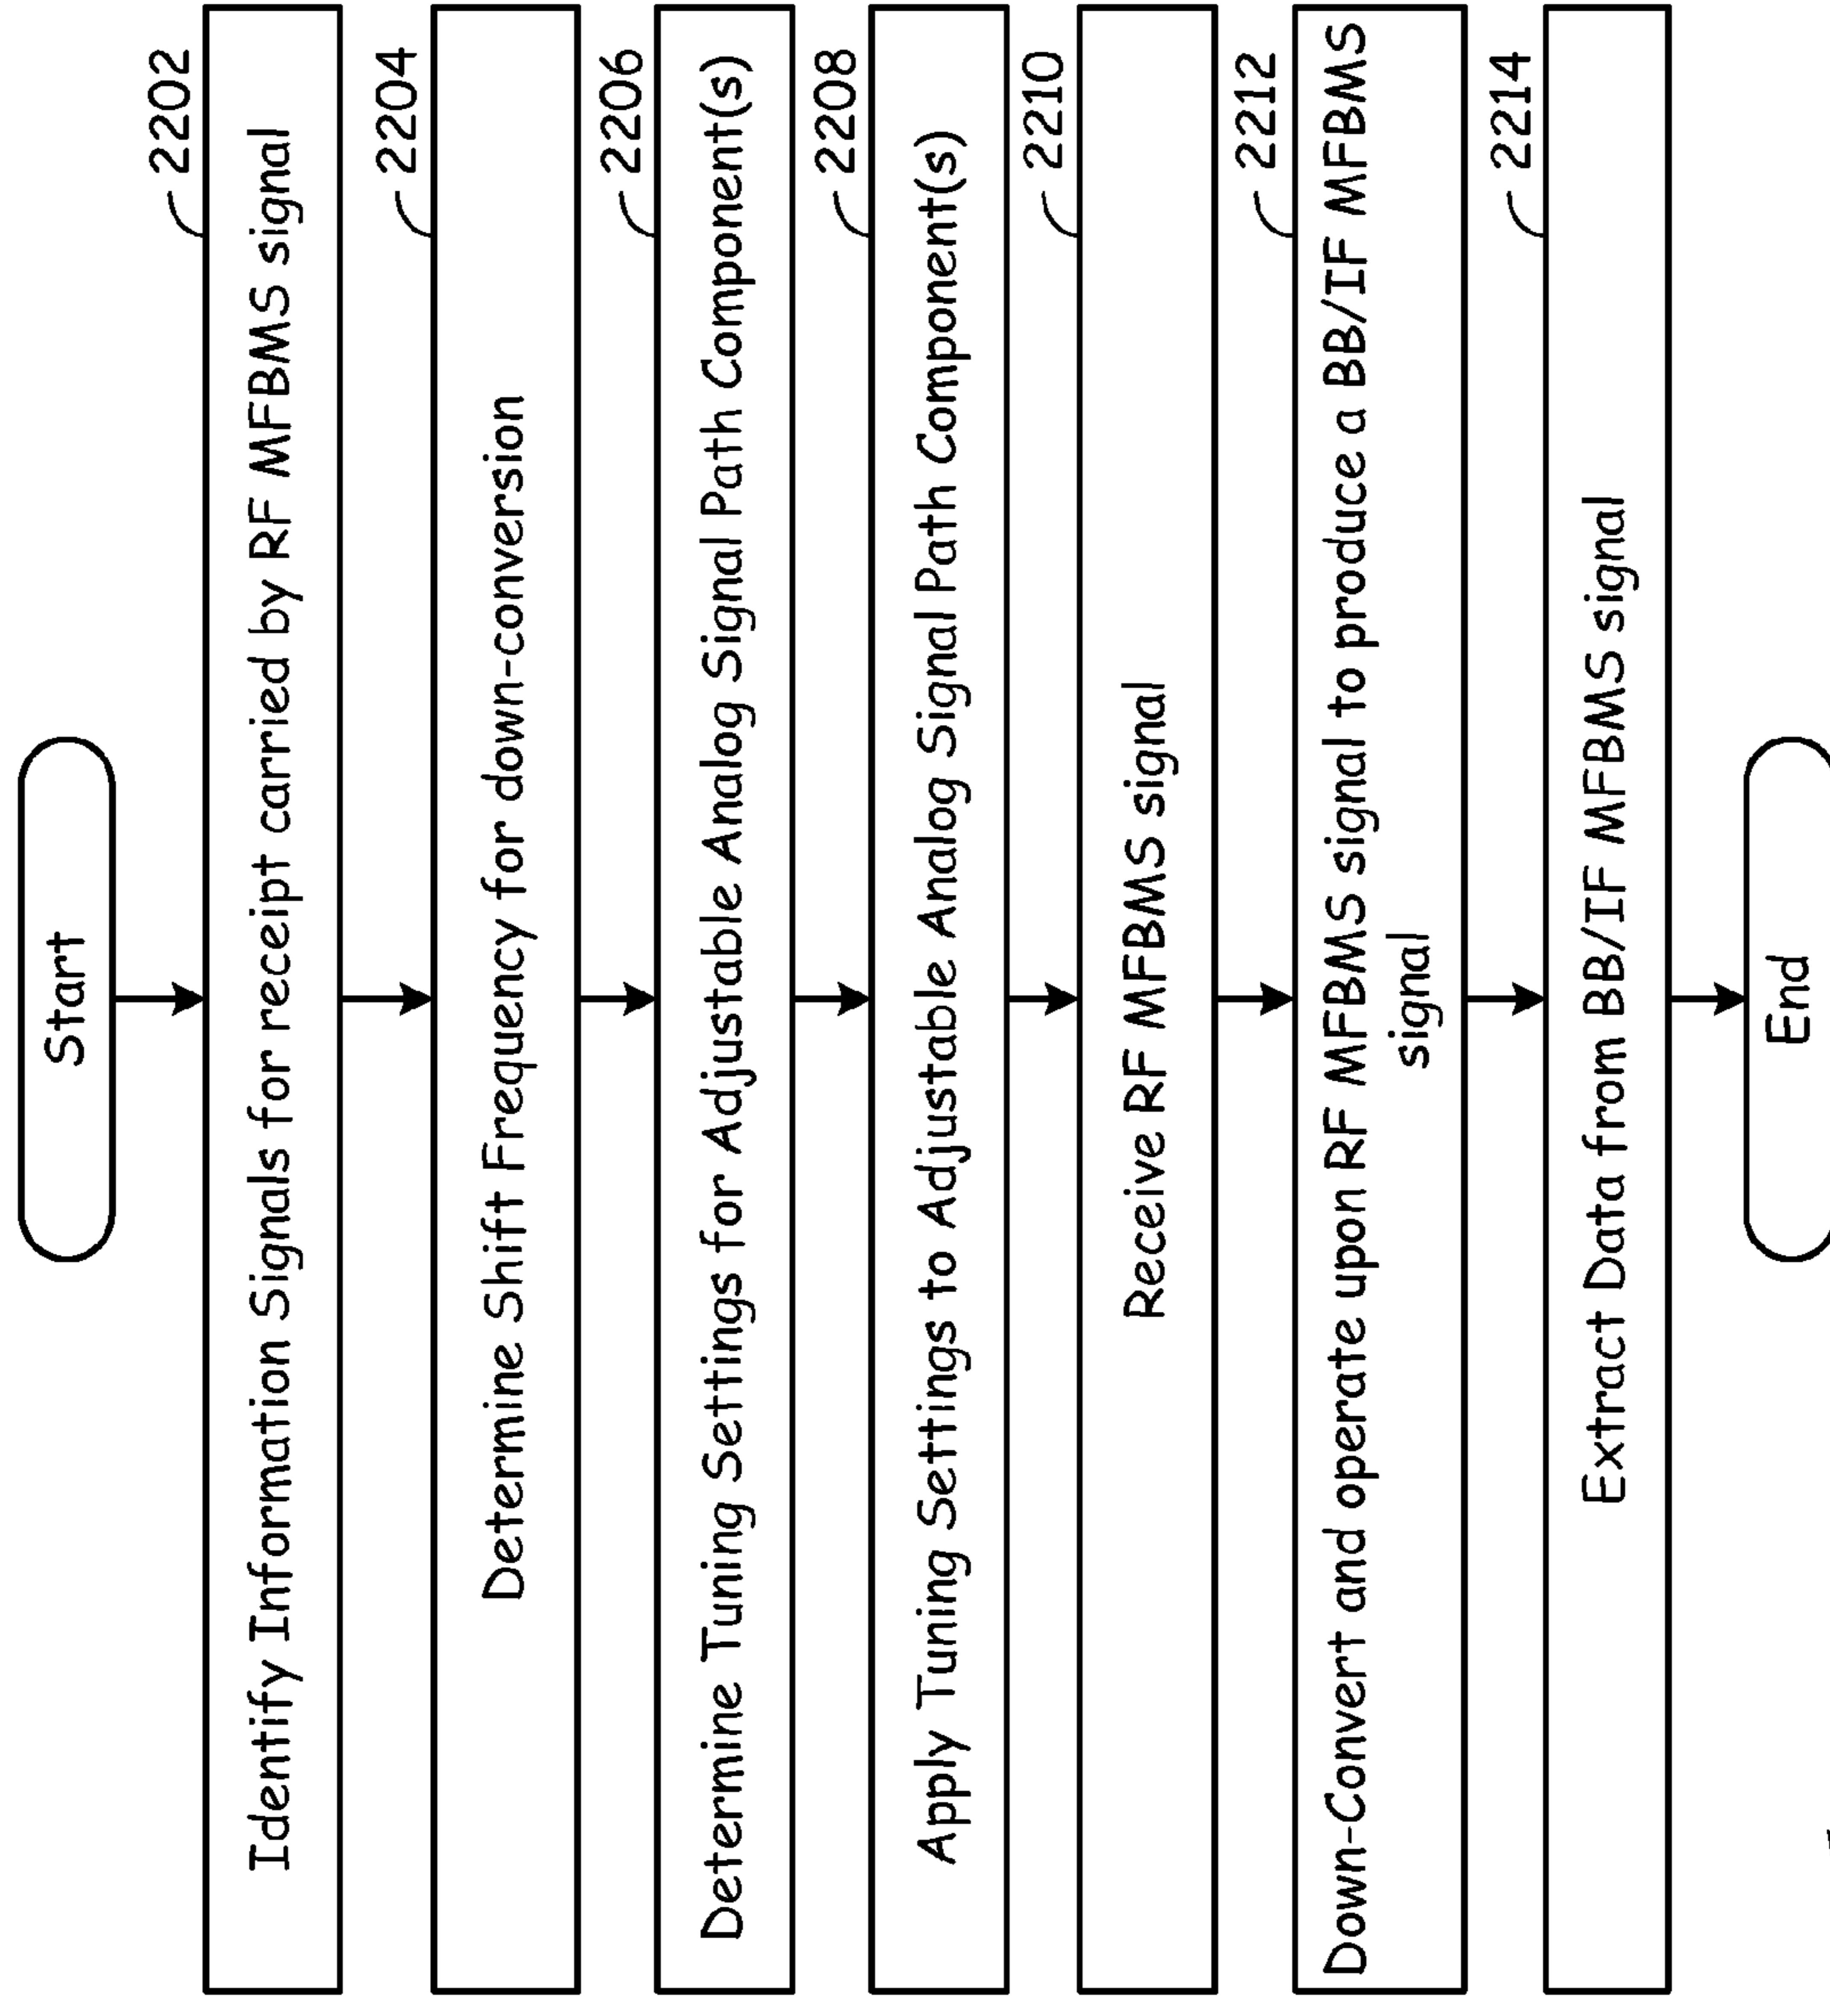 Start
2202
Identify Information Signals for receipt carried by RF MFBMS signal
2204
Determine Shift Frequency for down-conversion
2206
Determine Tuning Settings for Adjustable Analog Signal Path Component(s)
2208
Apply Tuning Settings to Adjustable Analog Signal Path Component(s)
2210
Receive RF MFBMS signal
2212
Down-Convert and operate upon RF MFBMS signal to produce a BB/IF MFBMS
signal
2214
Extract Data from BB/IF MFBMS signal
End